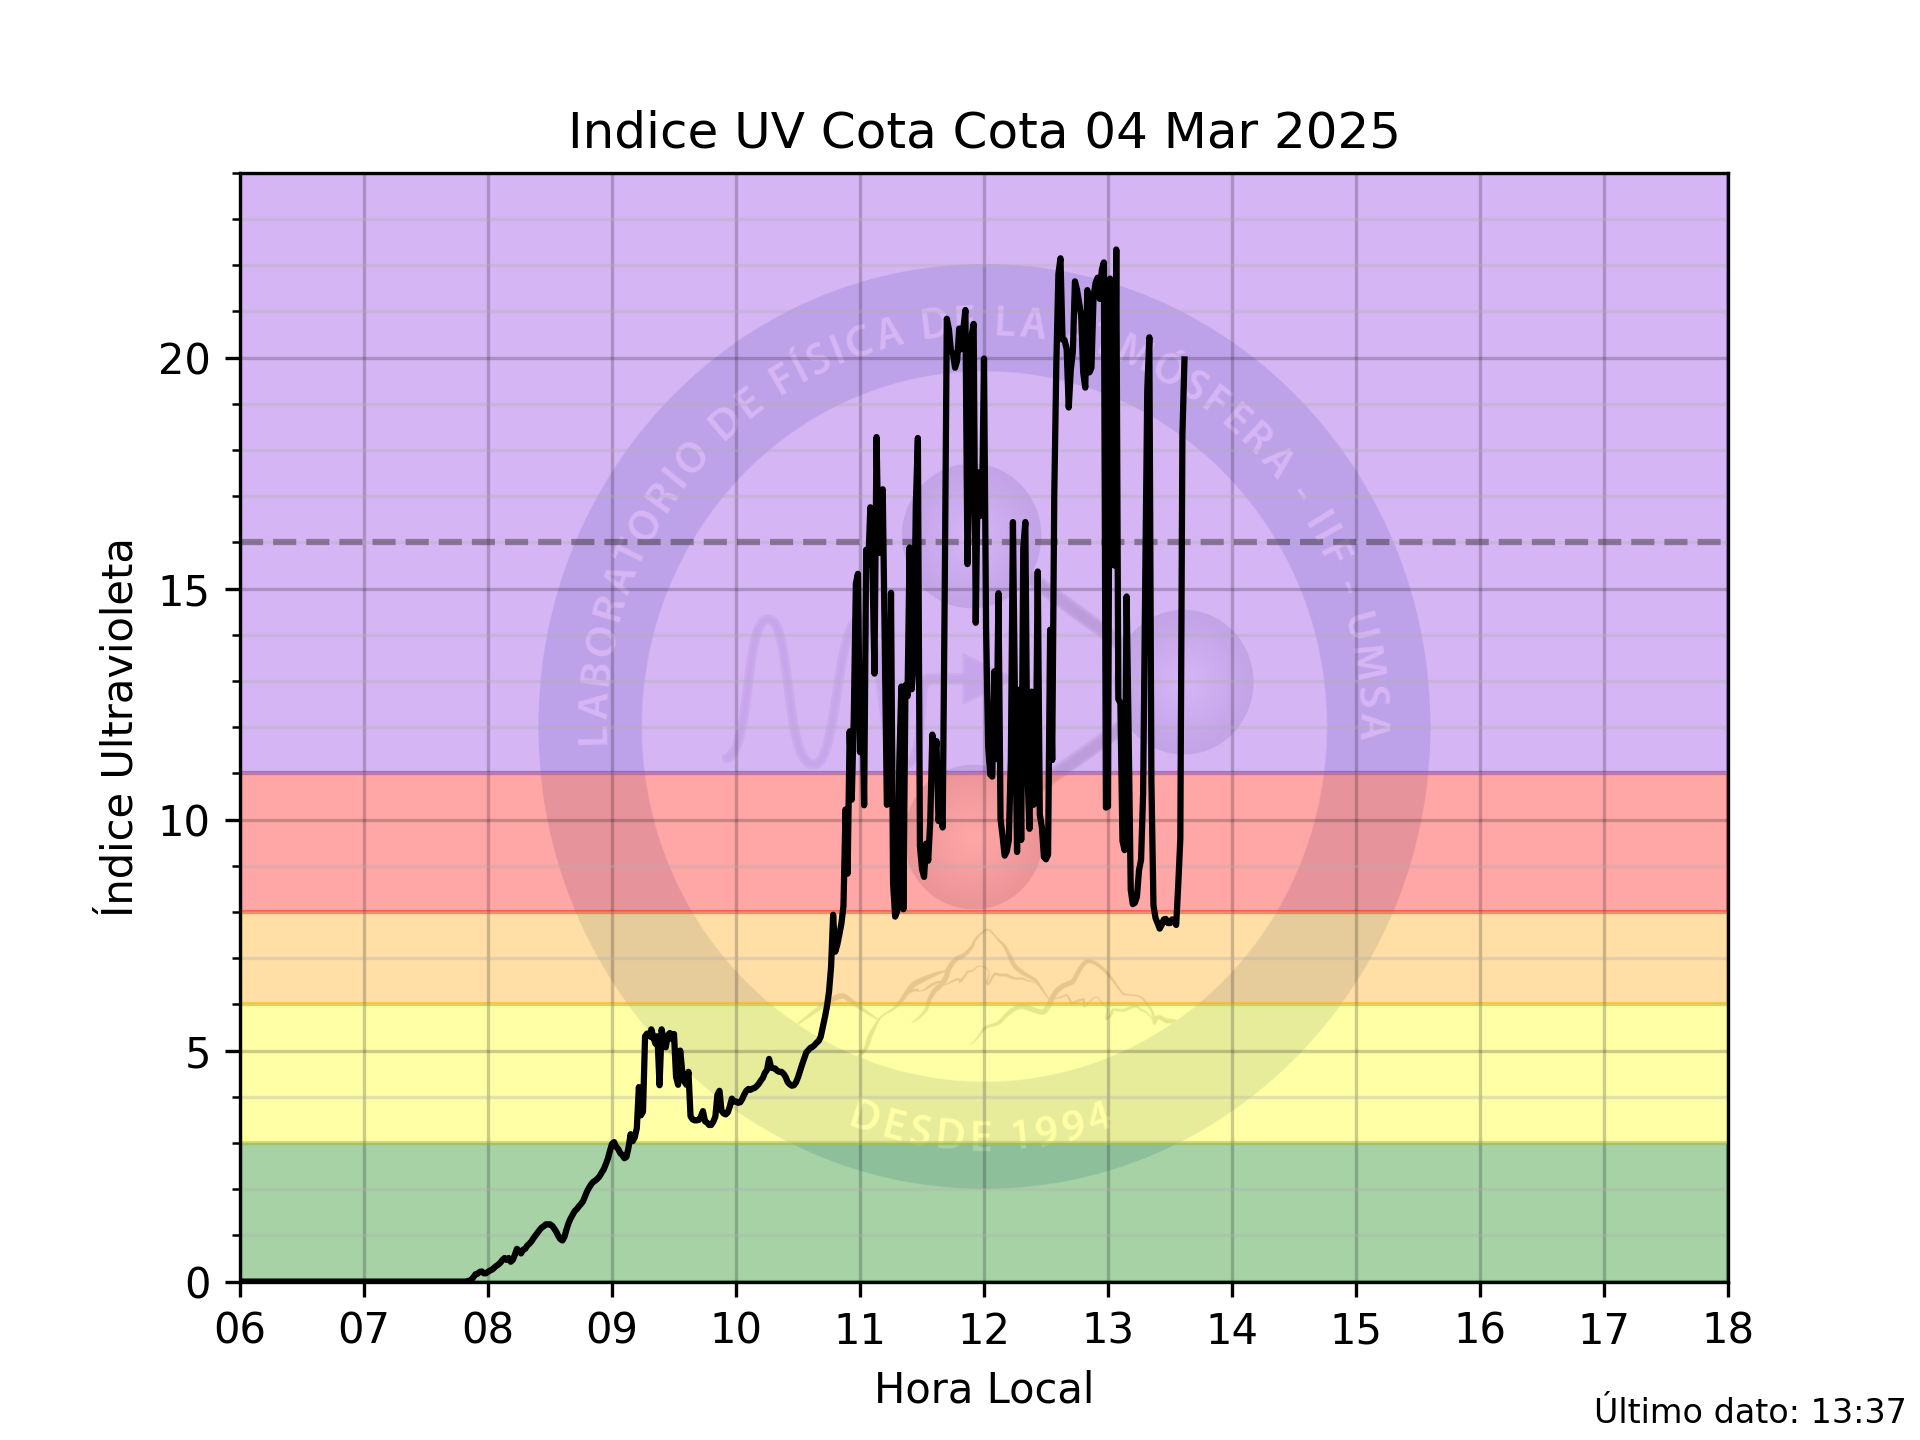 Indice UV Cota Cota 04 Mar 2025
Índice Ultravioleta
20
15
10
5
0
06 07 08 09 10 11 12 13 14 15 16 17 18
Hora Local
Último dato: 13:37
LABORATORIO DE FÍSICA DE LA MÓSFERA - IIF - UMSA
DESDE 1994